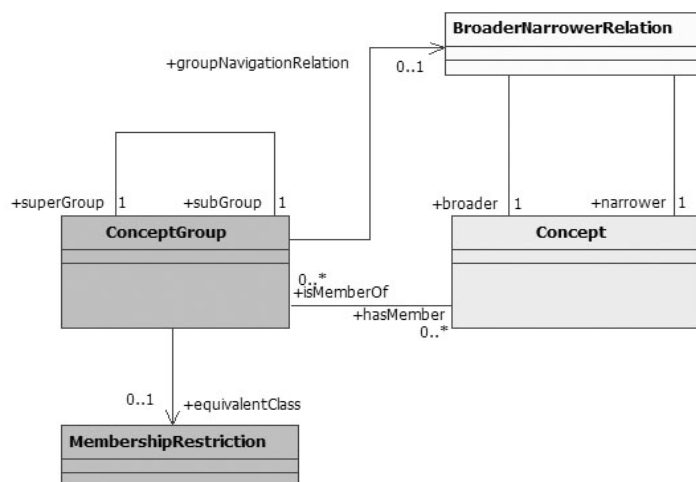 BroaderNarrowerRelation
+groupNavigationRelation
0..1
+superGroup 1 +subGroup 1
+broader 1 +narrower 1
ConceptGroup
Concept
0..*
+isMemberOf
+hasMember
0..*
0..1
+equivalentClass
MembershipRestriction